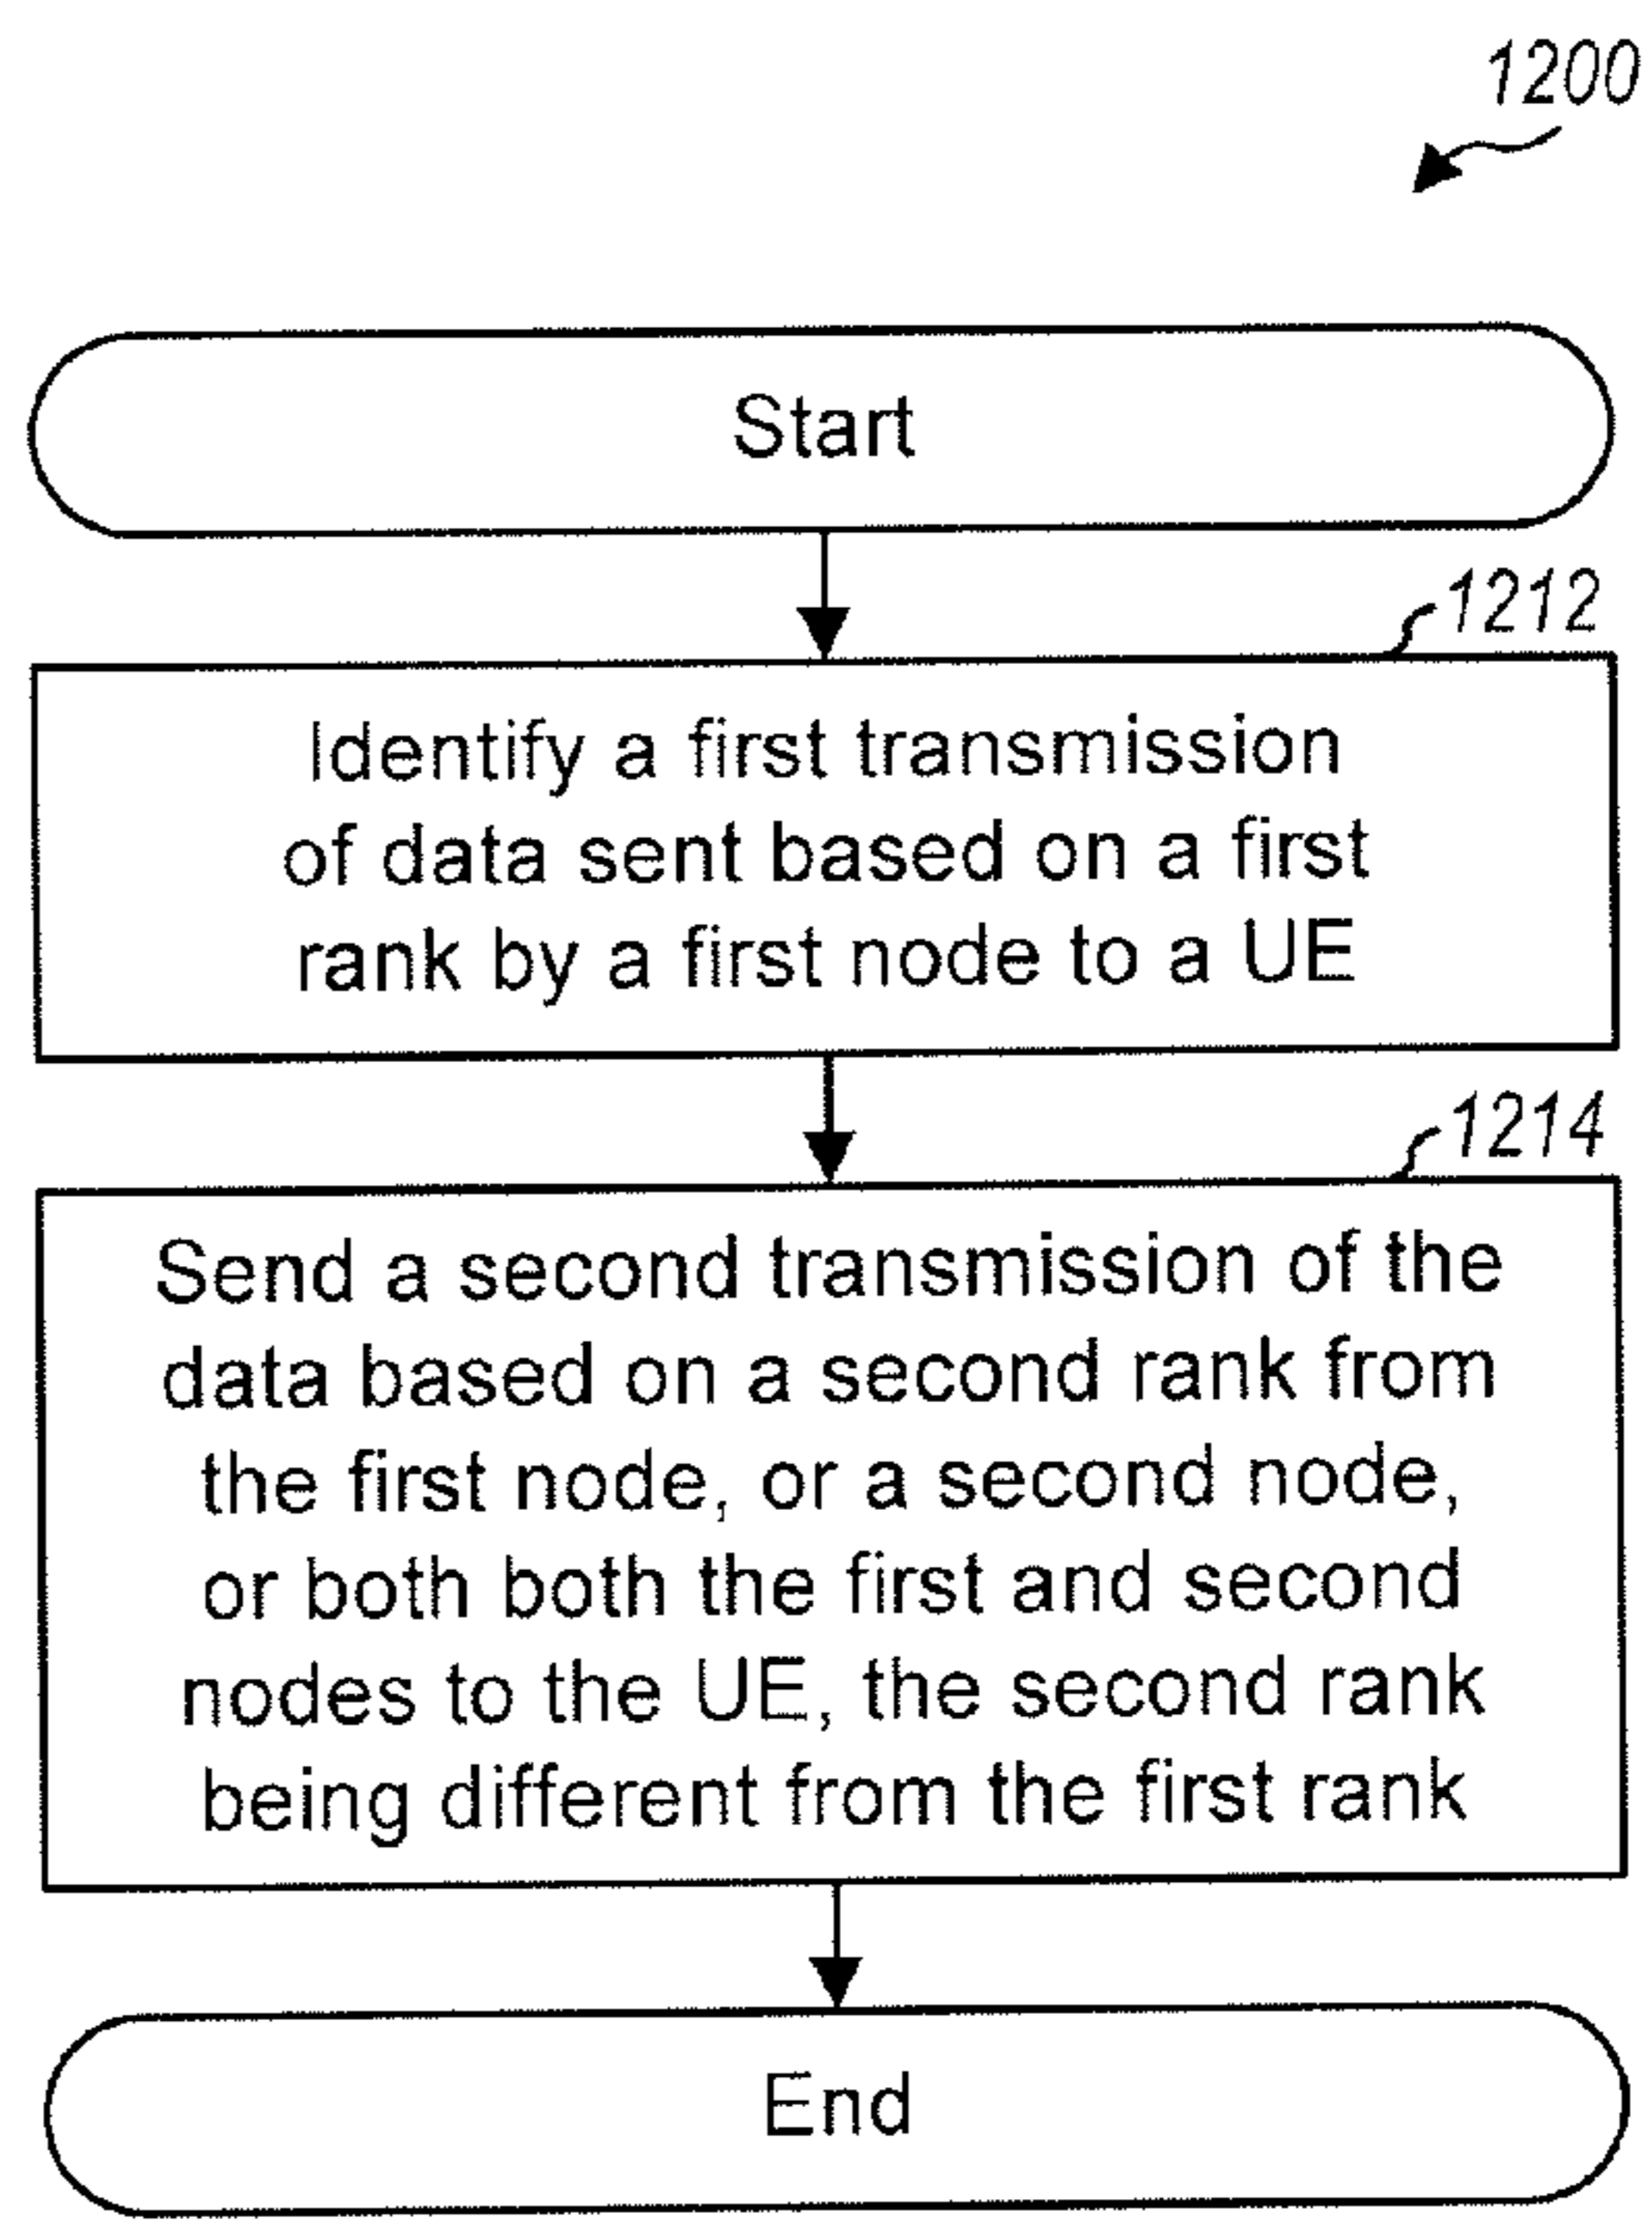 1200
Start
1212
Identify a first transmission
of data sent based on a first
rank by a first node to a UE
1214
Send a second transmission of the
data based on a second rank from
the first node, or a second node,
or both both the first and second
nodes to the UE, the second rank
being different from the first rank
End